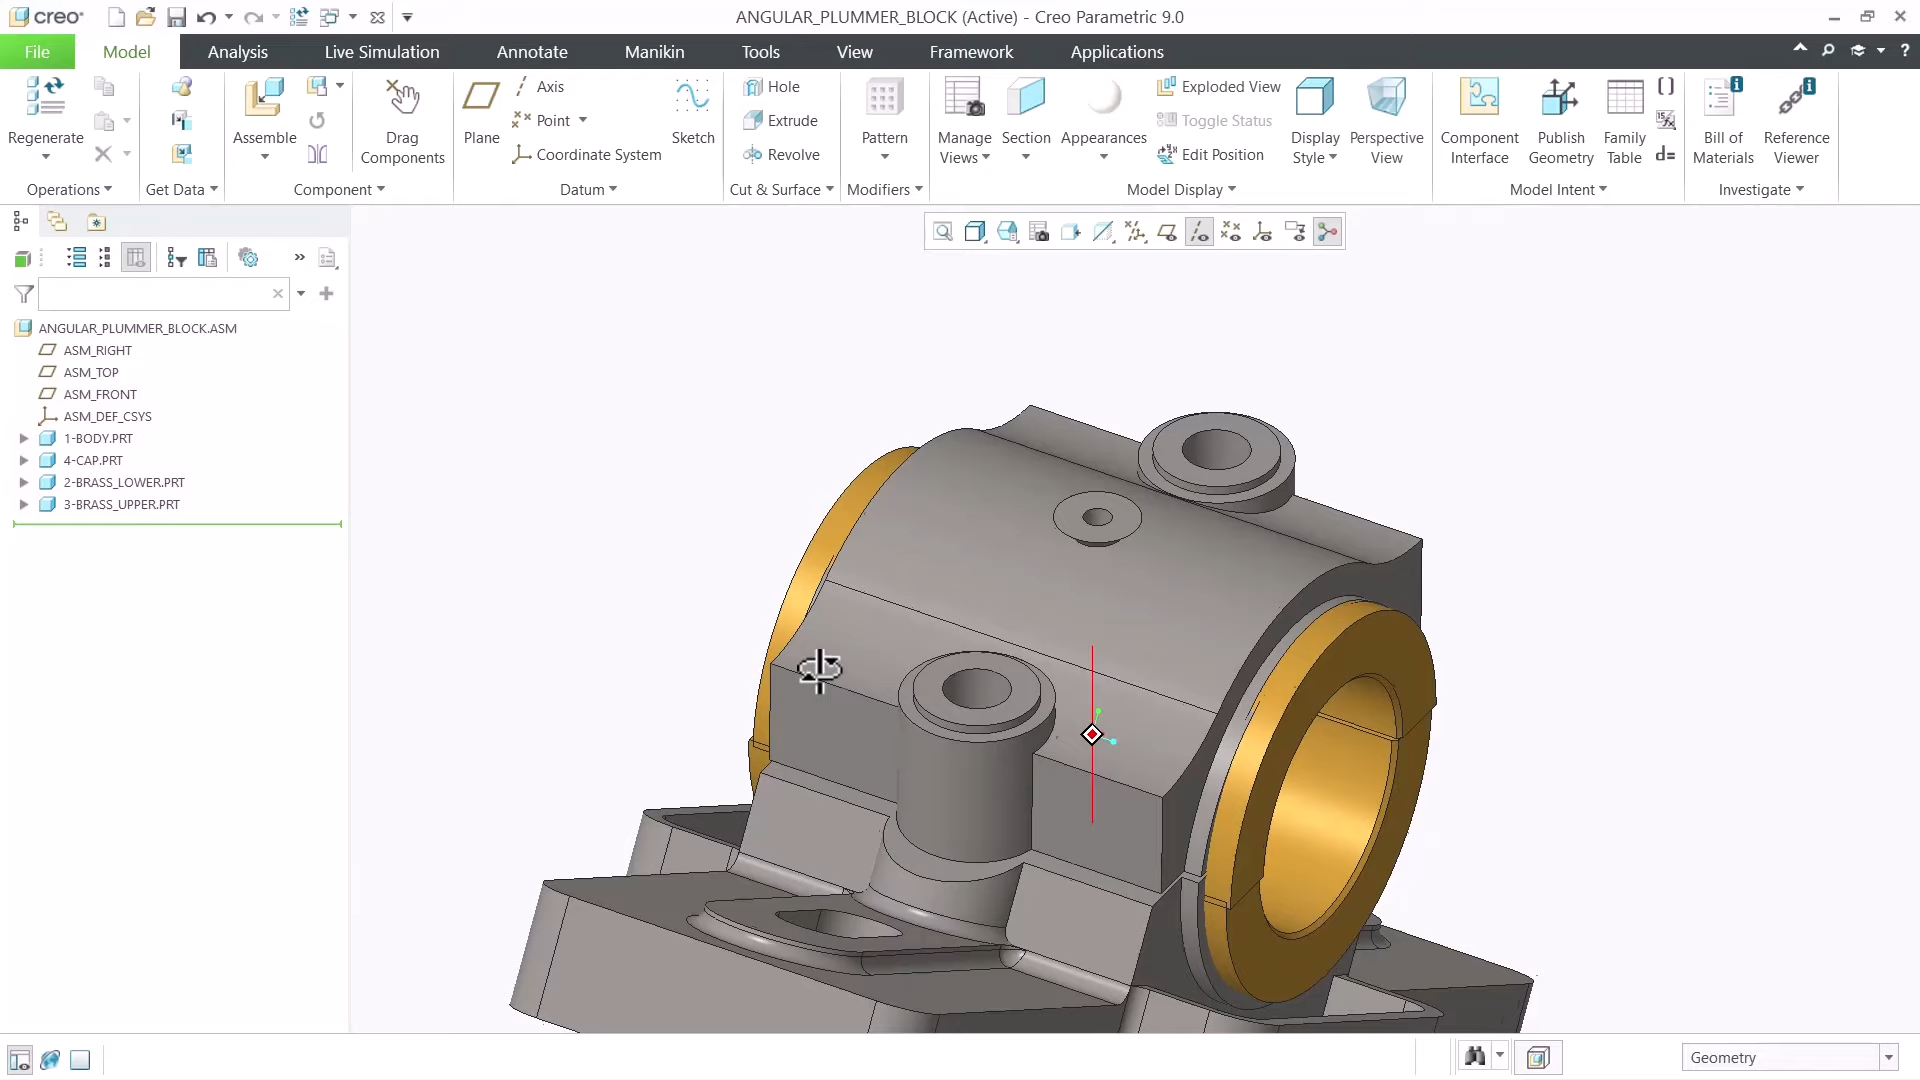 creo
ANGULAR_PLUMMER_BLOCK (Active) - Creo Parametric 9.0
File Model Analysis Live Simulation Annotate Manikin Tools View Framework Applications
Regenerate
Operations
Get Data
Assemble
Drag Components
Component
Plane
Axis
Point
Coordinate System
Sketch
Datum
Hole
Extrude
Revolve
Cut & Surface
Pattern
Modifiers
Manage Views
Section
Appearances
Exploded View
Toggle Status
Edit Position
Display Style
Perspective View
Model Display
Component Interface
Publish Geometry
Family Table
d=
Model Intent
Bill of Materials
Reference Viewer
Investigate
ANGULAR_PLUMMER_BLOCK.ASM
ASM_RIGHT
ASM_TOP
ASM_FRONT
ASM_DEF_CSYS
1-BODY.PRT
4-CAP.PRT
2-BRASS_LOWER.PRT
3-BRASS_UPPER.PRT
Geometry